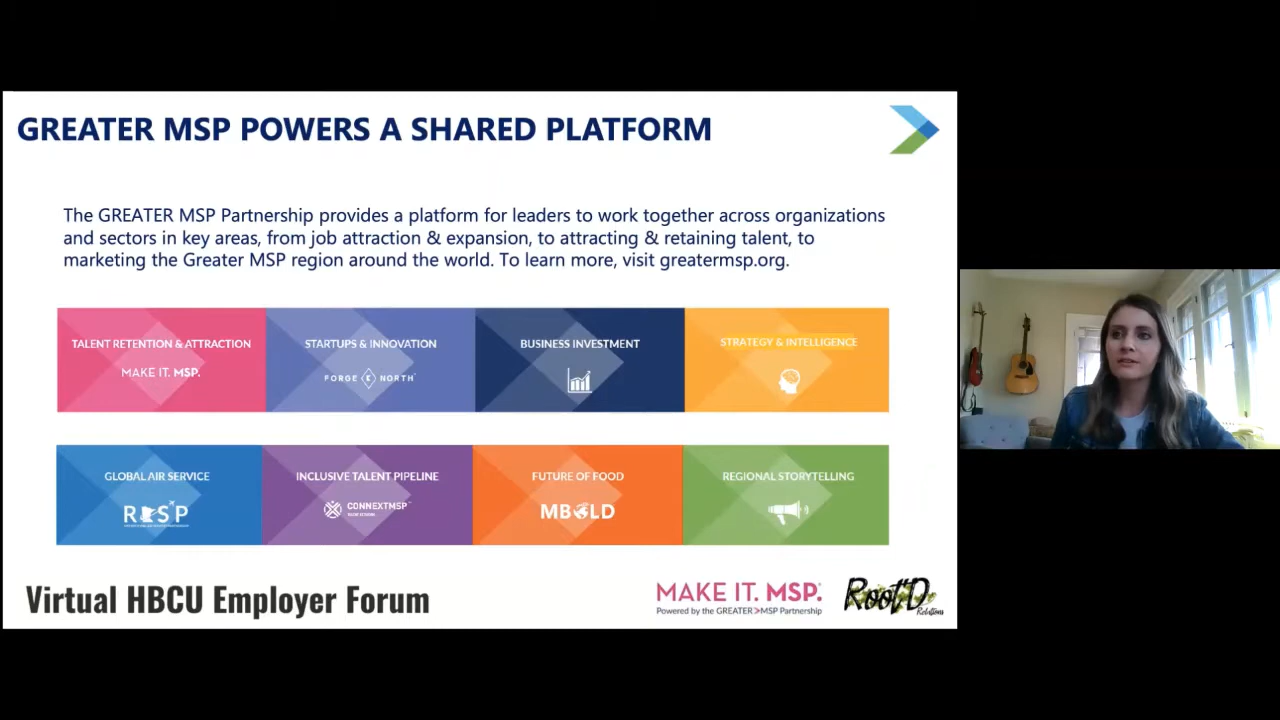 GREATER MSP POWERS A SHARED PLATFORM
The GREATER MSP Partnership provides a platform for leaders to work together across organizations
and sectors in key areas, from job attraction & expansion, to attracting & retaining talent, to
marketing the Greater MSP region around the world. To learn more, visit greatermsp.org.
TALENT RETENTION & ATTRACTION
MAKE IT. MSP.
STARTUPS & INNOVATION
FORGE NORTH
BUSINESS INVESTMENT
STRATEGY & INTELLIGENCE
GLOBAL AIR SERVICE
RASP
INCLUSIVE TALENT PIPELINE
CONNEXTMSP
FUTURE OF FOOD
MBOLD
REGIONAL STORYTELLING
Virtual HBCU Employer Forum
MAKE IT. MSP.
Powered by the GREATER MSP Partnership
Root'D
Relations